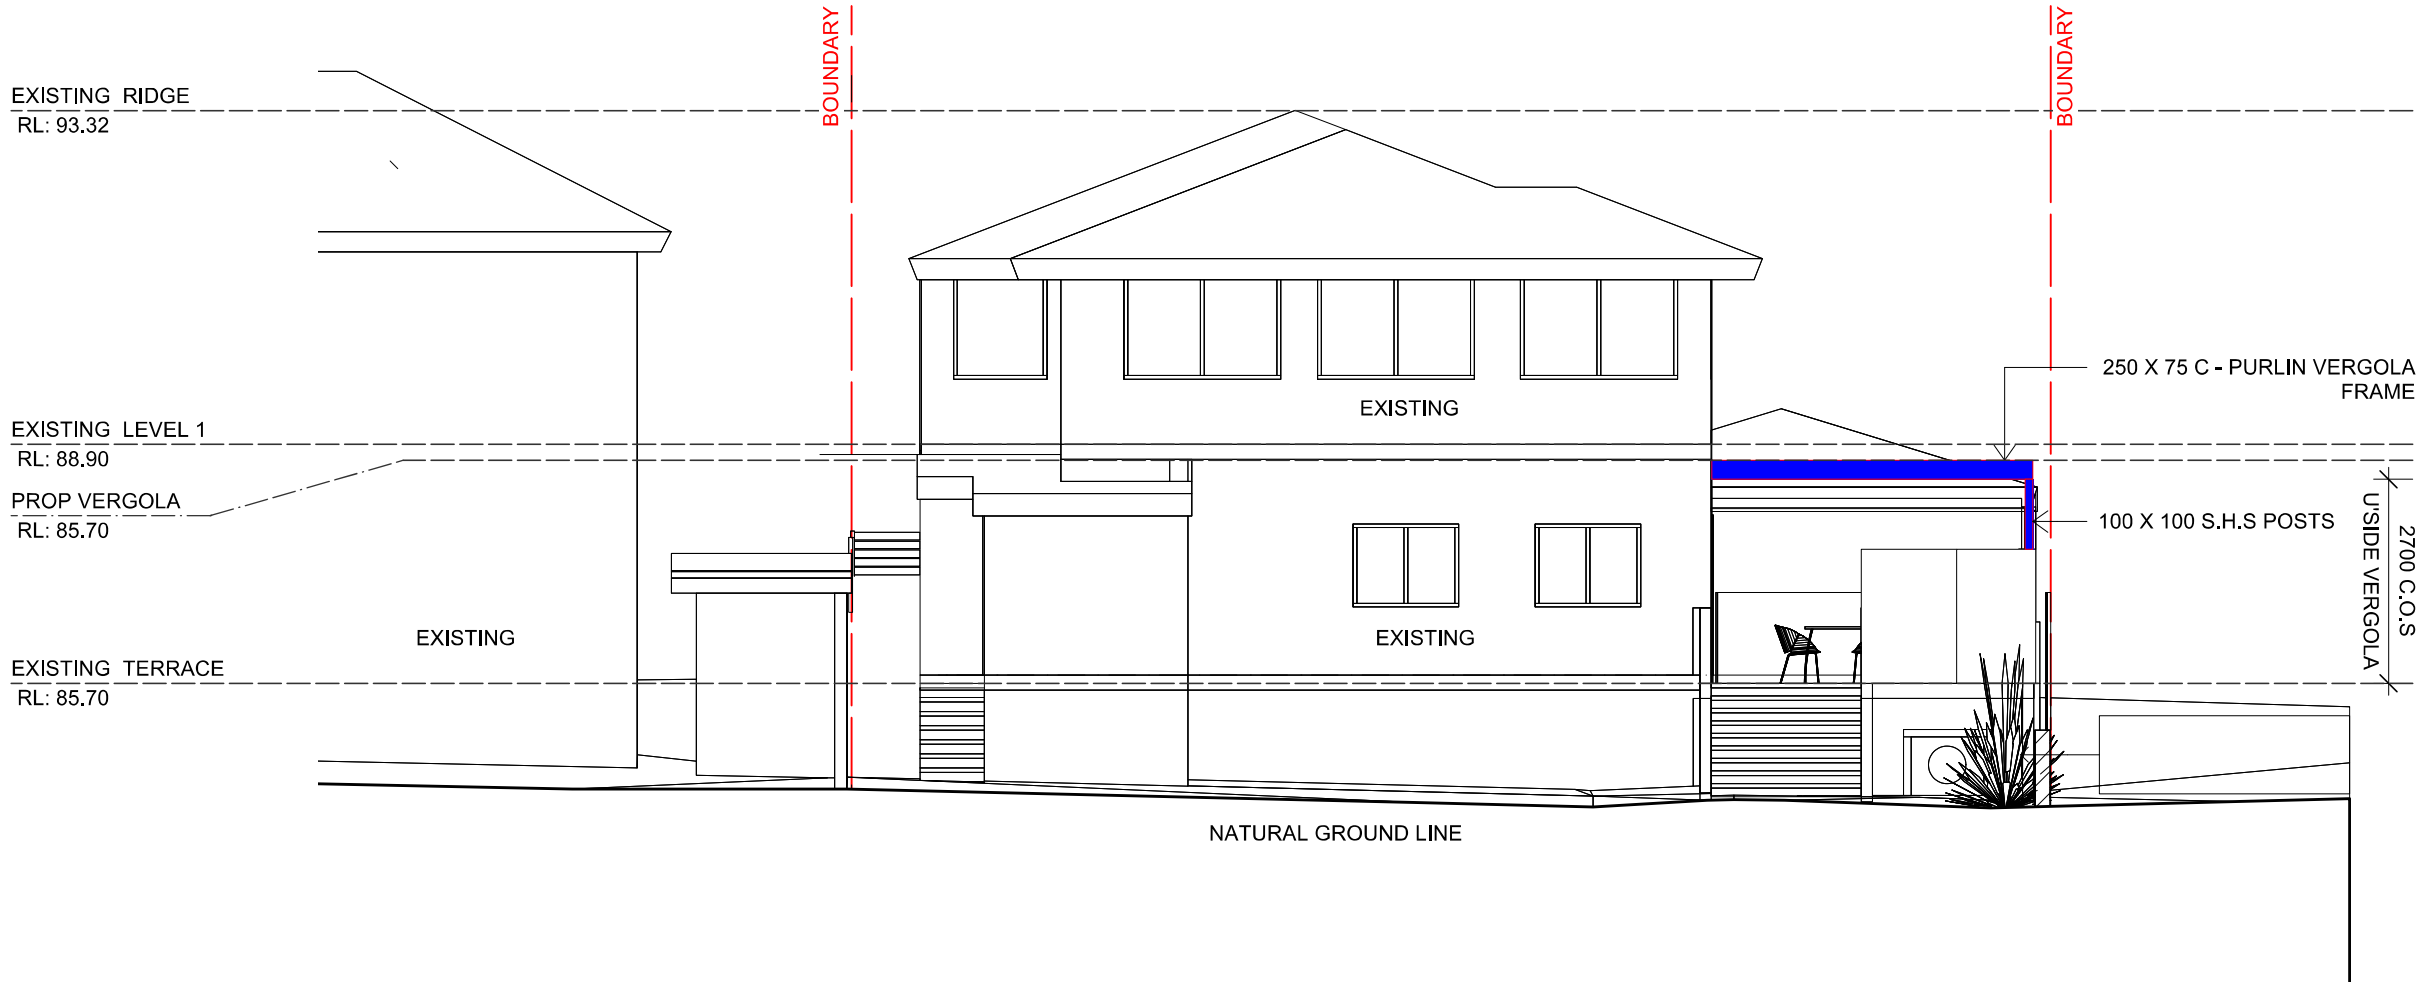 BOUNDARY
BOUNDARY
EXISTING RIDGE
RL: 93.32
250 X 75 C - PURLIN VERGOLA
FRAME
EXISTING
EXISTING LEVEL 1
RL: 88.90
PROP VERGOLA
RL: 85.70
100 X 100 S.H.S POSTS
2700 C.O.S
U'SIDE VERGOLA
EXISTING
EXISTING
EXISTING TERRACE
RL: 85.70
NATURAL GROUND LINE